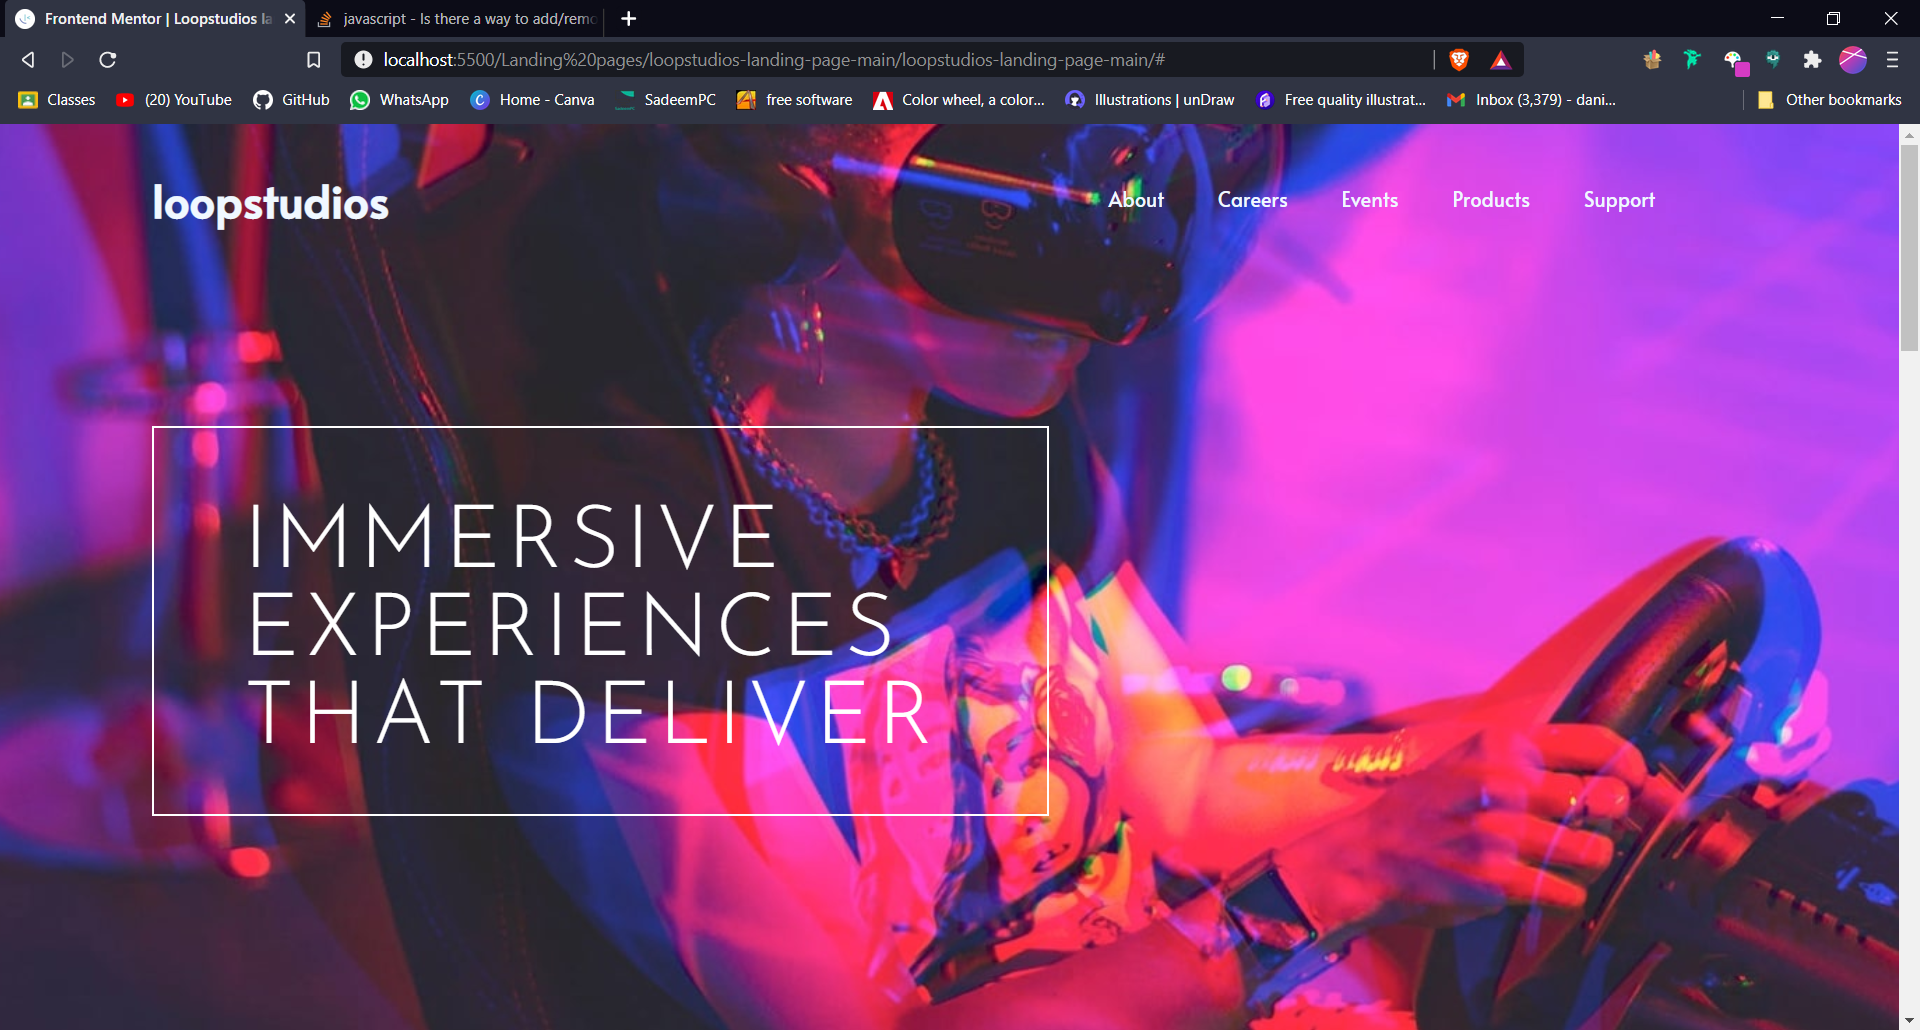 Frontend Mentor | Loopstudios la
javascript - Is there a way to add/remo
localhost:5500/Landing%20pages/loopstudios-landing-page-main/loopstudios-landing-page-main/#
Classes
(20) YouTube
GitHub
WhatsApp
Home - Canva
SadeemPC
free software
Color wheel, a color...
Illustrations | unDraw
Free quality illustrat...
Inbox (3,379) - dani...
Other bookmarks
loopstudios
About
Careers
Events
Products
Support
IMMERSIVE
EXPERIENCES
THAT DELIVER